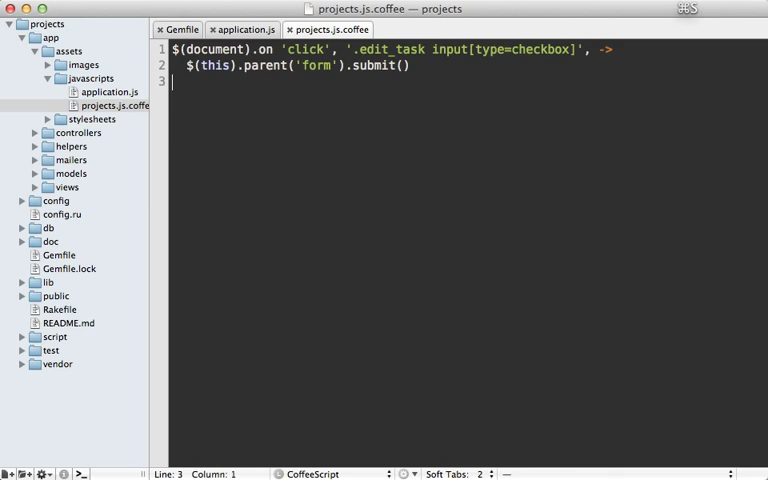 projects.js.coffee — projects
⌘S
projects
app
assets
images
javascripts
application.js
projects.js.coffe
stylesheets
controllers
helpers
mailers
models
views
config
config.ru
db
doc
Gemfile
Gemfile.lock
lib
public
Rakefile
README.md
script
test
vendor
Gemfile
application.js
projects.js.coffee
1 $(document).on 'click', '.edit_task input[type=checkbox]', ->
2 $(this).parent('form').submit()
3
Line: 3 Column: 1
L CoffeeScript
Soft Tabs: 2
—